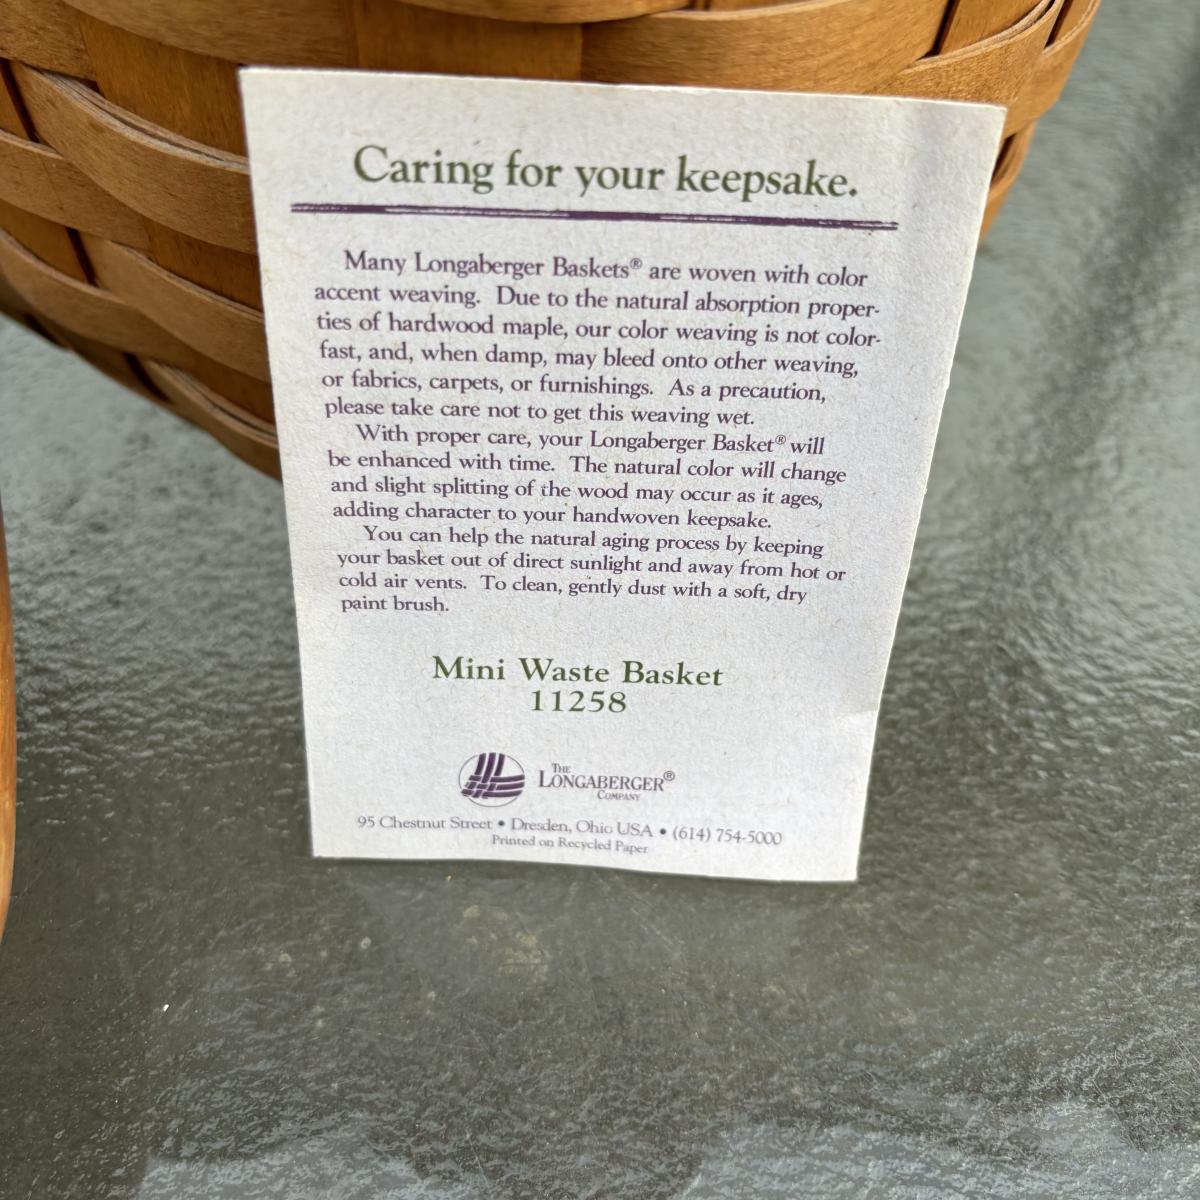 Caring for your keepsake.
Many Longaberger Baskets® are woven with color
accent weaving. Due to the natural absorption proper-
ties of hardwood maple, our color weaving is not color-
fast, and, when damp, may bleed onto other weaving,
or fabrics, carpets, or furnishings. As a precaution,
please take care not to get this weaving wet.
With proper care, your Longaberger Basket® will
be enhanced with time. The natural color will change
and slight splitting of the wood may occur as it ages,
adding character to your handwoven keepsake.
You can help the natural aging process by keeping
your basket out of direct sunlight and away from hot or
cold air vents. To clean, gently dust with a soft, dry
paint brush.
Mini Waste Basket
11258
THE
LONGABERGER®
COMPANY
95 Chestnut Street • Dresden, Ohio USA • (614) 754-5000
Printed on Recycled Paper